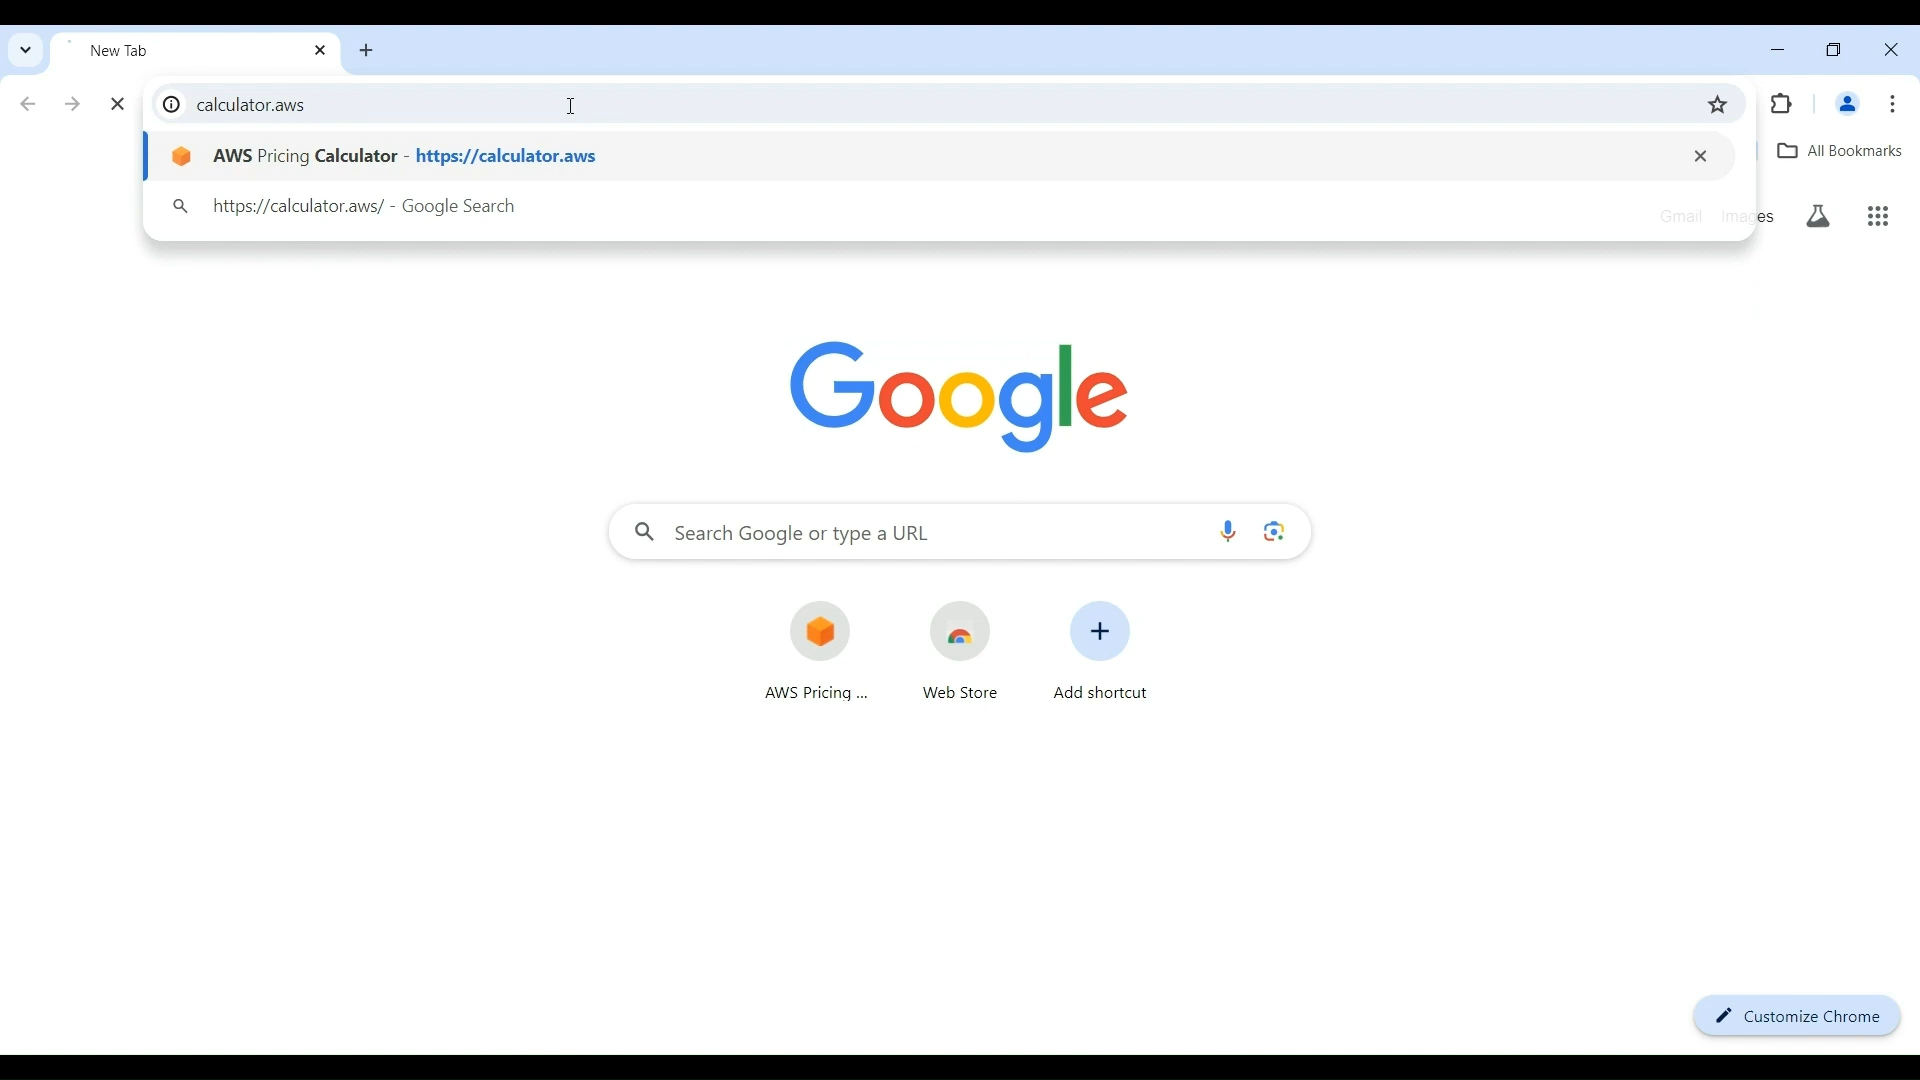 New Tab
calculator.aws
All Bookmarks
AWS Pricing Calculator - https://calculator.aws
https://calculator.aws/ - Google Search
Gmail Images
Google
Search Google or type a URL
AWS Pricing ...
Web Store
Add shortcut
Customize Chrome